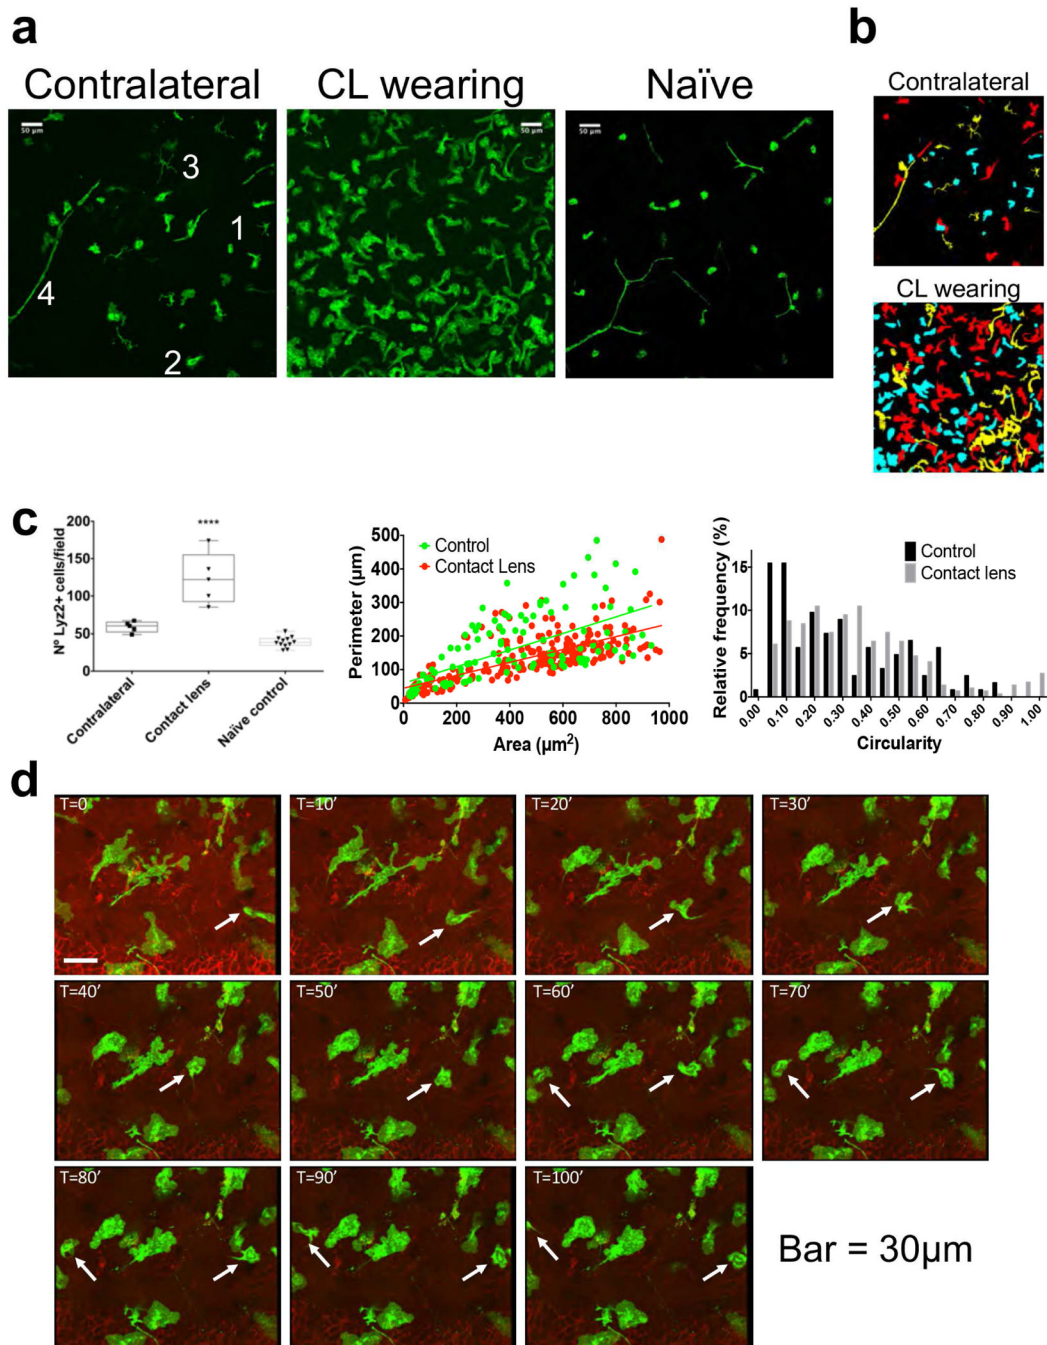 a
b
Contralateral
CL wearing
Naïve
50 µm
50 µm
50 µm
3
1
4
2
Contralateral
CL wearing
c
Nº Lyz2+ cells/field
200
150
100
50
0
****
Contralateral
Contact lens
Naïve control
Perimeter (µm)
500
400
300
200
100
0
Control
Contact Lens
0 200 400 600 800 1000
Area (µm²)
Relative frequency (%)
15
10
5
0
Control
Contact lens
0.00 0.10 0.20 0.30 0.40 0.50 0.60 0.70 0.80 0.90 1.00
Circularity
d
T=0
T=10′
T=20′
T=30′
T=40′
T=50′
T=60′
T=70′
T=80′
T=90′
T=100′
Bar = 30µm